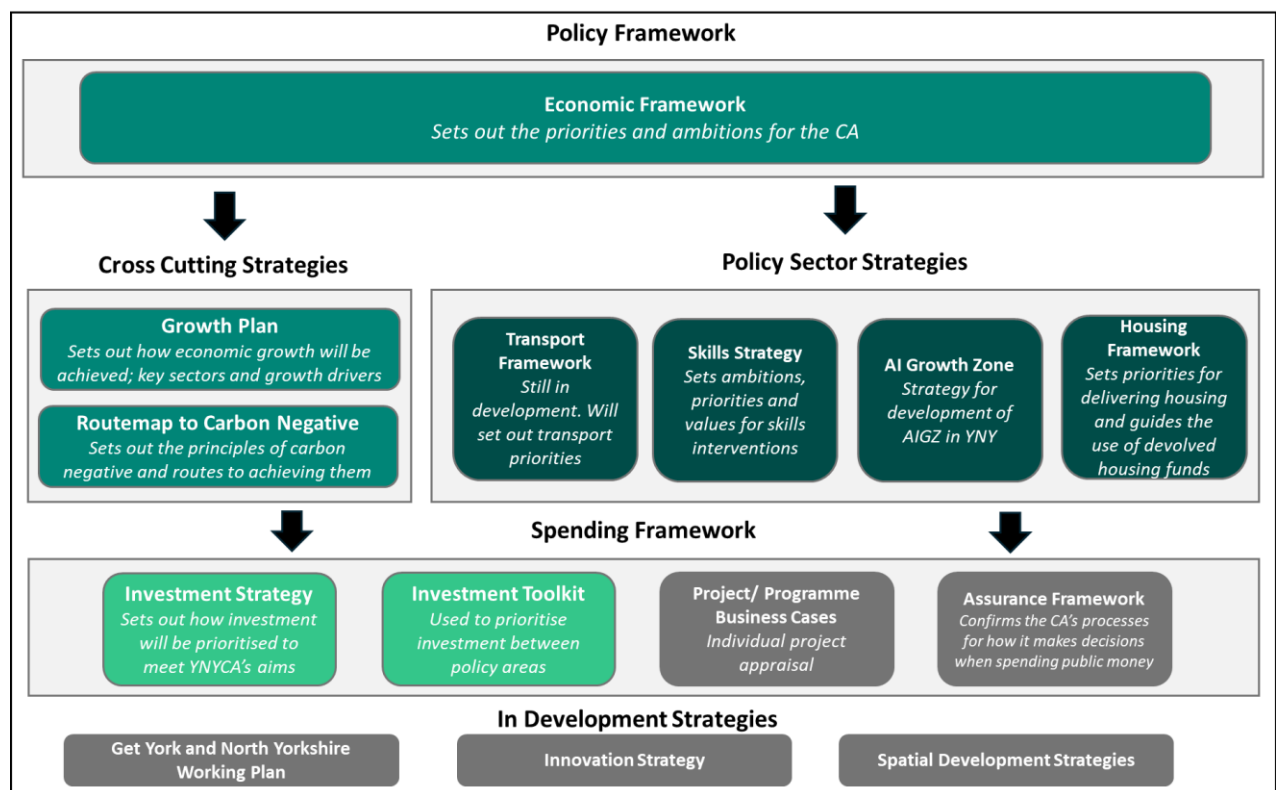 Policy Framework
Economic Framework
Sets out the priorities and ambitions for the CA
Cross Cutting Strategies
Policy Sector Strategies
Growth Plan
Sets out how economic growth will be
achieved; key sectors and growth drivers
Routemap to Carbon Negative
Sets out the principles of carbon
negative and routes to achieving them
Transport
Framework
Still in
development. Will
set out transport
priorities
Skills Strategy
Sets ambitions,
priorities and
values for skills
interventions
AI Growth Zone
Strategy for
development of
AIGZ in YNY
Housing
Framework
Sets priorities for
delivering housing
and guides the
use of devolved
housing funds
Spending Framework
Investment Strategy
Sets out how investment
will be prioritised to
meet YNYCA’s aims
Investment Toolkit
Used to prioritise
investment between
policy areas
Project/ Programme
Business Cases
Individual project
appraisal
Assurance Framework
Confirms the CA’s processes
for how it makes decisions
when spending public money
In Development Strategies
Get York and North Yorkshire
Working Plan
Innovation Strategy
Spatial Development Strategies